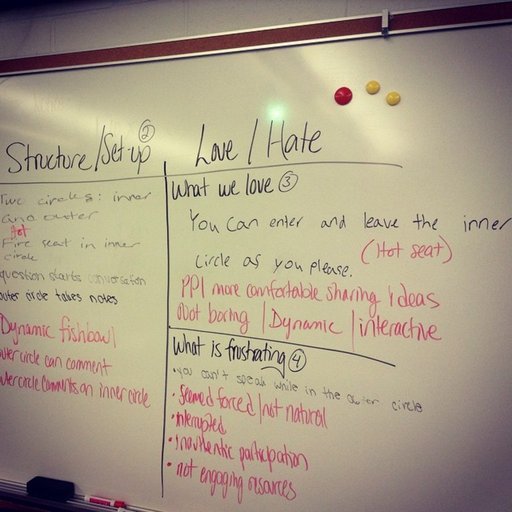 Structure/Set-up ②
Two circles: inner
and outer
Hot
Fire seat in inner
circle
question starts conversation
outer circle takes notes
Dynamic fishbowl
outer circle can comment
outer circle comments on inner circle
Love / Hate
What we love ③
You can enter and leave the inner
(Hot seat)
circle as you please.
PPl more comfortable sharing ideas
Not boring / Dynamic / interactive
What is frustrating ④
• you can't speak while in the outer circle
• Seemed forced/not natural
• interrupted
• inauthentic participation
• not engaging resources